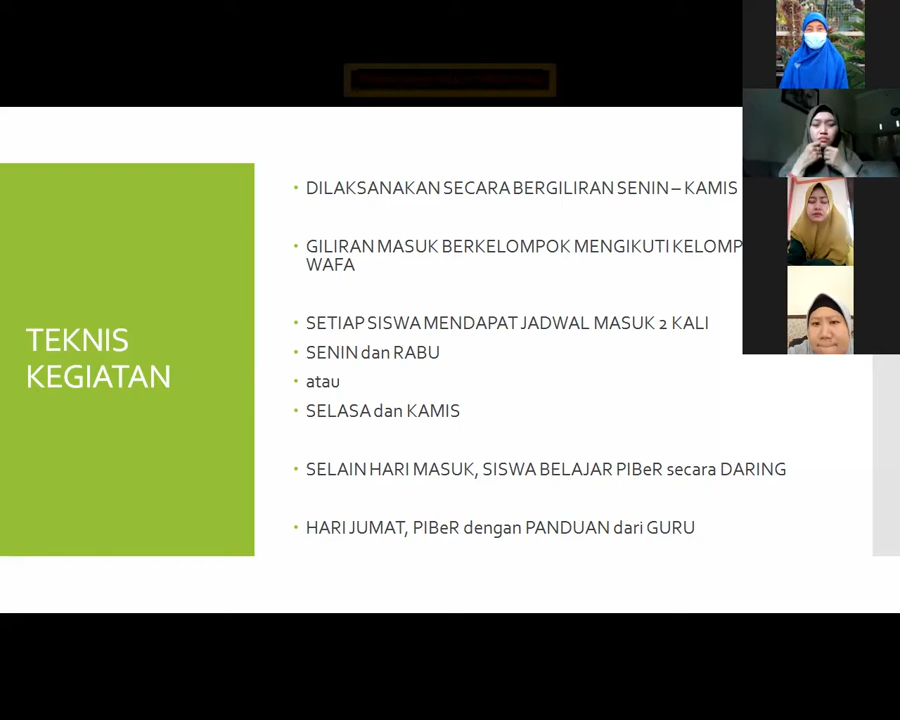 TEKNIS
KEGIATAN
DILAKSANAKAN SECARA BERGILIRAN SENIN – KAMIS
GILIRAN MASUK BERKELOMPOK MENGIKUTI
WAFA
SETIAP SISWA MENDAPAT JADWAL MASUK 2 KALI
SENIN dan RABU
atau
SELASA dan KAMIS
SELAIN HARI MASUK, SISWA BELAJAR PIBeR secara DARING
HARI JUMAT, PIBeR dengan PANDUAN dari GURU